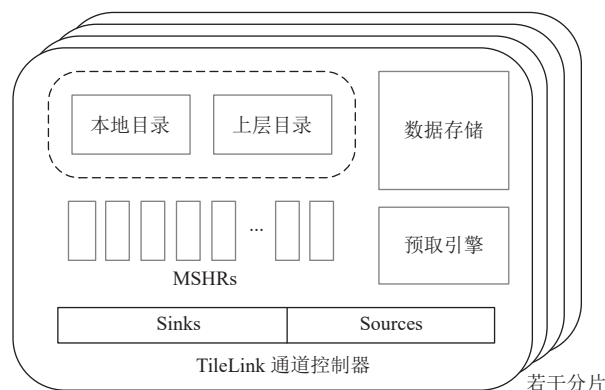 本地目录
上层目录
数据存储
...
MSHRs
预取引擎
Sinks
Sources
TileLink 通道控制器
若干分片